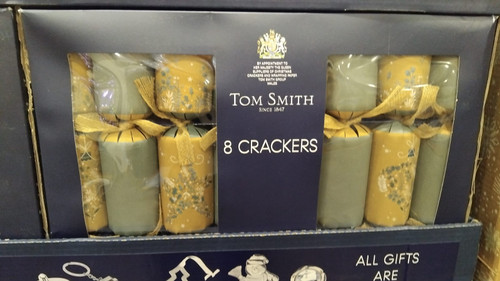 BY APPOINTMENT TO
HER MAJESTY THE QUEEN
SUPPLIERS OF CHRISTMAS
CRACKERS AND WRAPPING PAPER
TOM SMITH GROUP
WALES
TOM SMITH
SINCE 1847
8 CRACKERS
ALL GIFTS
ARE